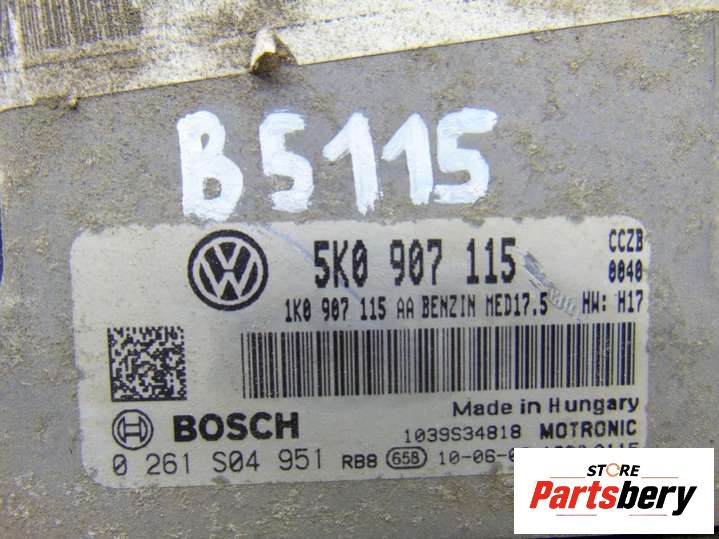 B5115
5K0 907 115
CCZB
0040
1K0 907 115 AA BENZIN MED17.5
HW: H17
Made in Hungary
BOSCH
1039S34818 MOTRONIC
0 261 S04 951 RB8 658
STORE
Partsbery